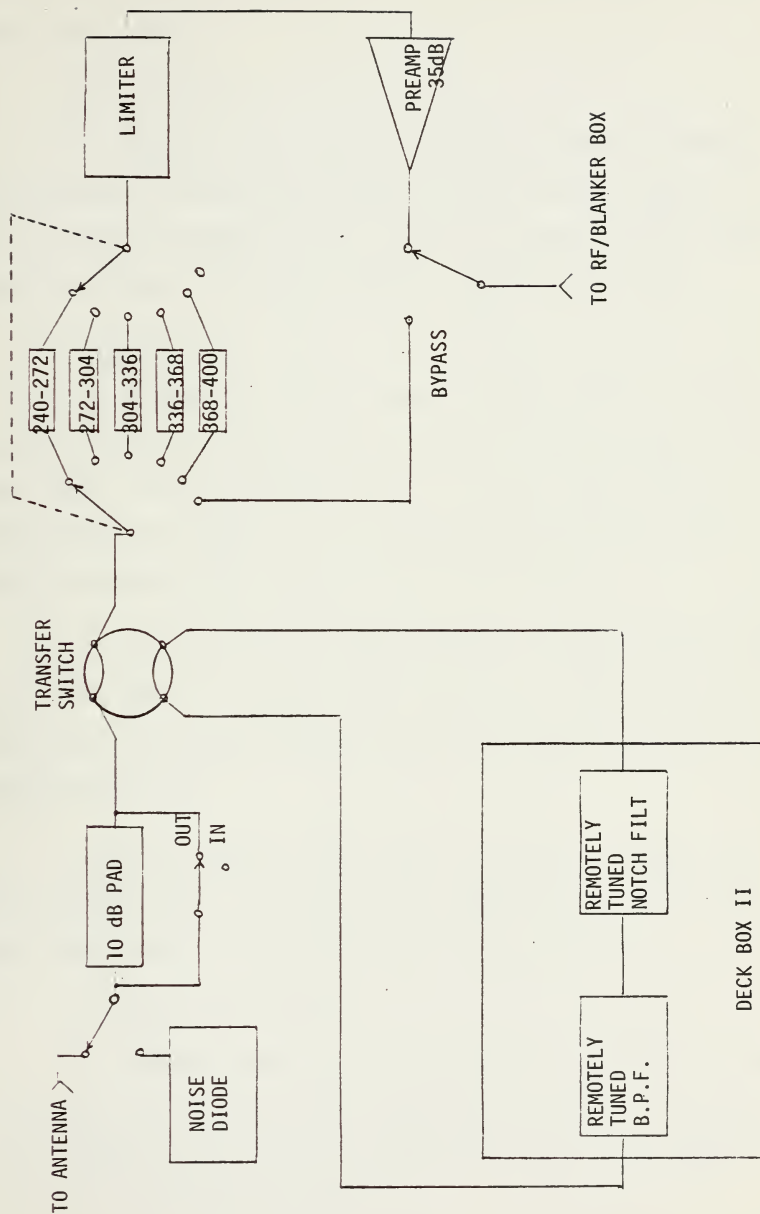 TO ANTENNA
NOISE
DIODE
10 dB PAD
OUT
IN
TRANSFER
SWITCH
240-272
272-304
304-336
336-368
368-400
LIMITER
PREAMP
35dB
BYPASS
TO RF/BLANKER BOX
REMOTELY
TUNED
B.P.F.
REMOTELY
TUNED
NOTCH FILT
DECK BOX II